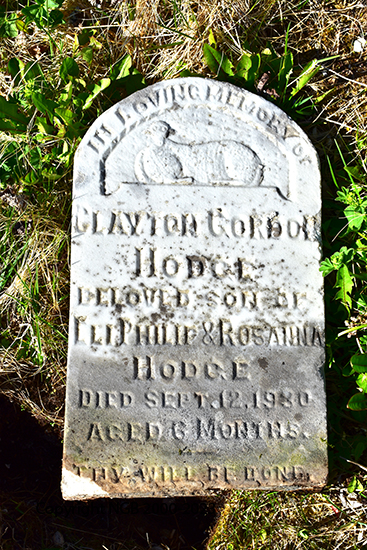 IN LOVING MEMORY OF
CLAYTON GORDON
HODGE
BELOVED SON OF
ELI PHILIP & ROSANNA
HODGE
DIED SEPT. 12, 1930
AGED 6 MONTHS.
THY WILL BE DONE.